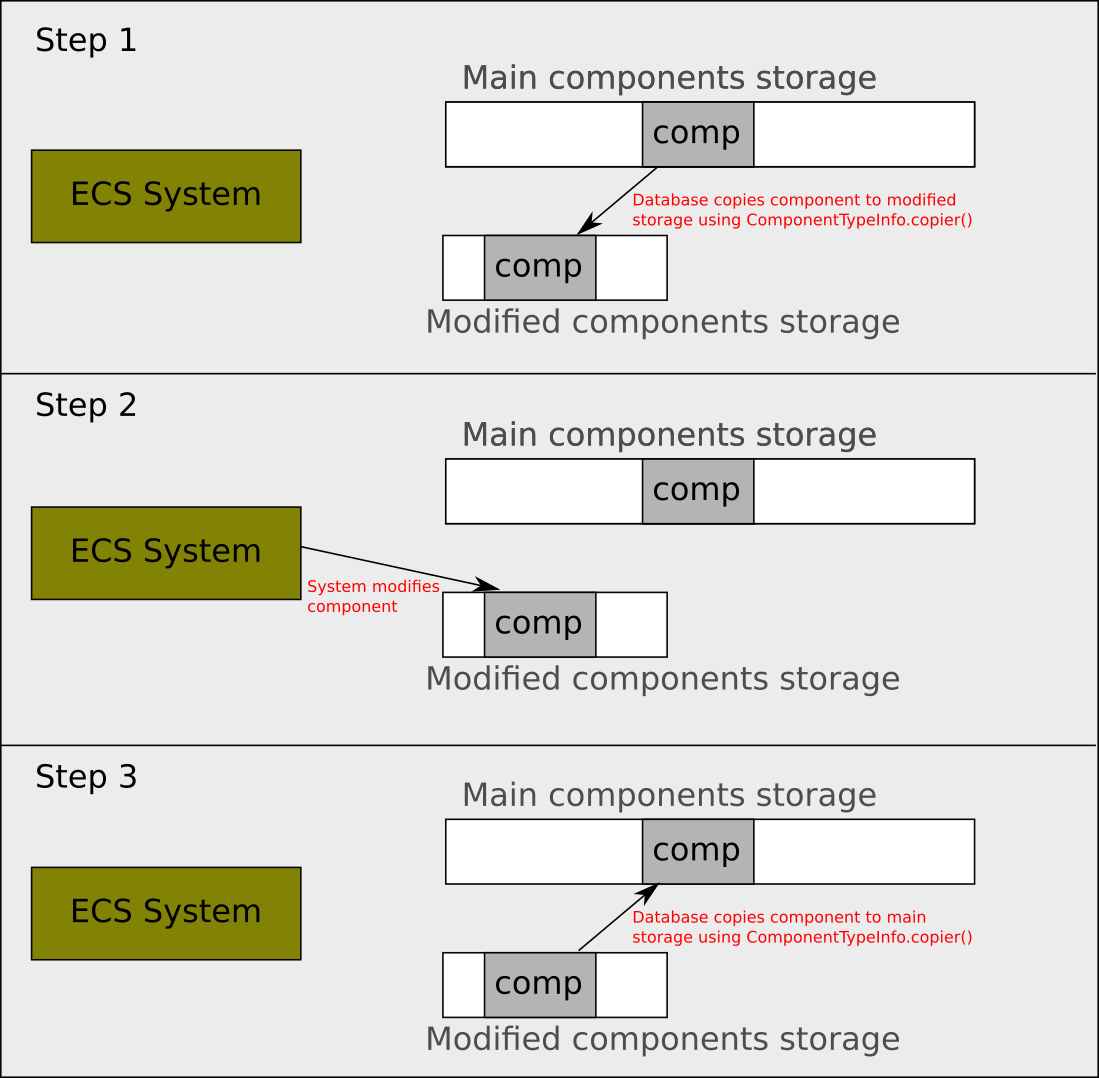 Step 1
Main components storage
comp
ECS System
Database copies component to modified
storage using ComponentTypeInfo.copier()
comp
Modified components storage
Step 2
Main components storage
comp
ECS System
System modifies
component
comp
Modified components storage
Step 3
Main components storage
comp
ECS System
Database copies component to main
storage using ComponentTypeInfo.copier()
comp
Modified components storage